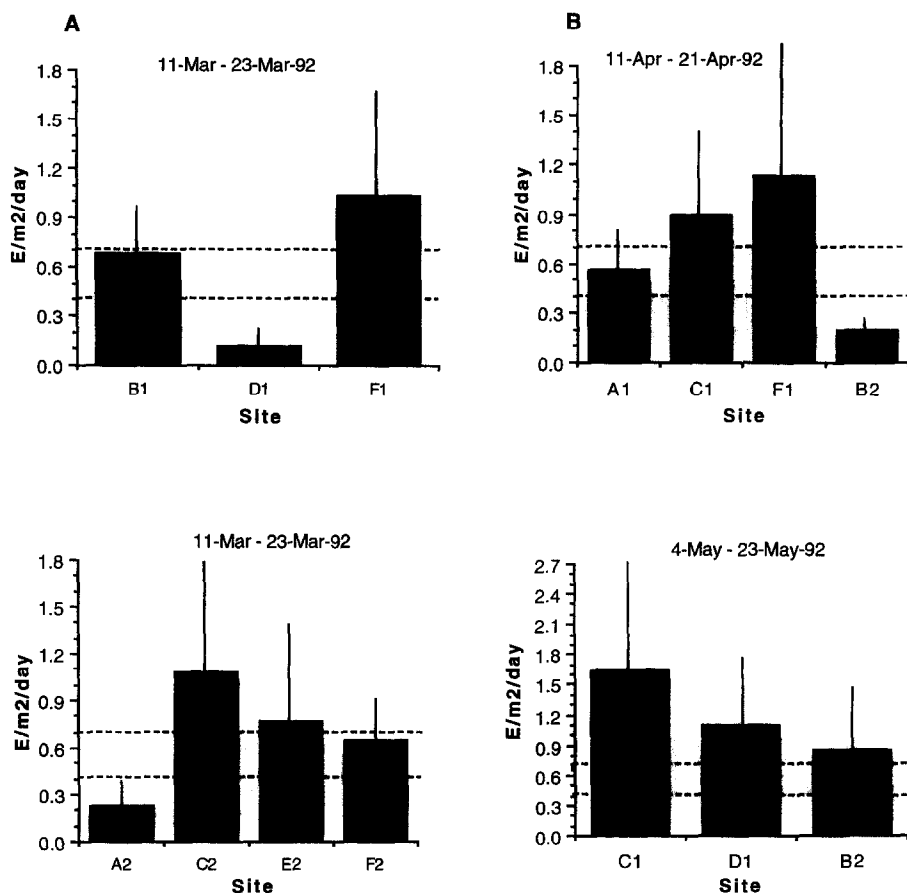 A
11-Mar - 23-Mar-92
E/m2/day
1.8
1.5
1.2
0.9
0.6
0.3
0.0
B1 D1 F1
Site
B
11-Apr - 21-Apr-92
E/m2/day
1.8
1.5
1.2
0.9
0.6
0.3
0.0
A1 C1 F1 B2
Site
11-Mar - 23-Mar-92
E/m2/day
1.8
1.5
1.2
0.9
0.6
0.3
0.0
A2 C2 E2 F2
Site
4-May - 23-May-92
E/m2/day
2.7
2.4
2.1
1.8
1.5
1.2
0.9
0.6
0.3
0.0
C1 D1 B2
Site